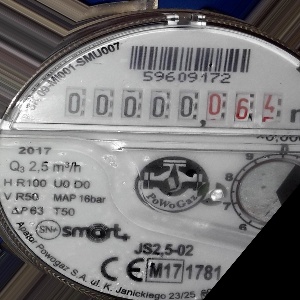 59609172
00000,064
2017
Q₃ 2,5 m³/h
H R100 U0 D0
V R50 MAP 16bar
ΔP 63 T50
PoWoGaz
SN+ smart+
JS2,5-02
CE M17 1781
Apator Powogaz S.A. ul. K. Janickiego 23/25